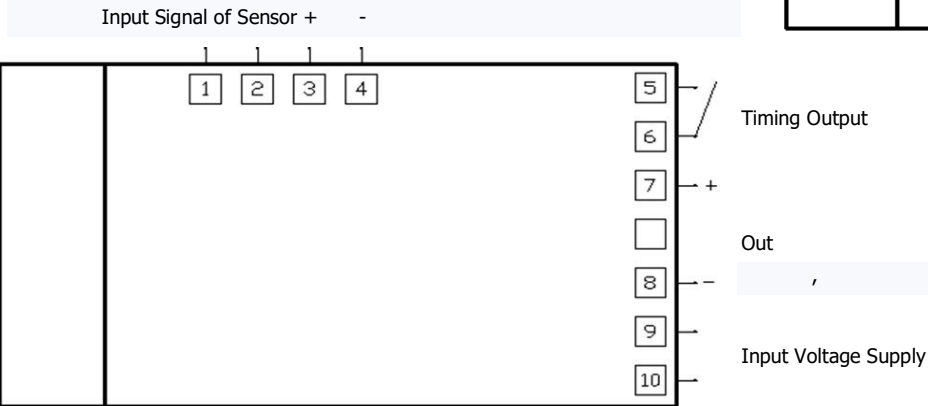 Input Signal of Sensor + -
1 2 3 4
5
6
Timing Output
7 +
Out
8 -
,
9
Input Voltage Supply
10